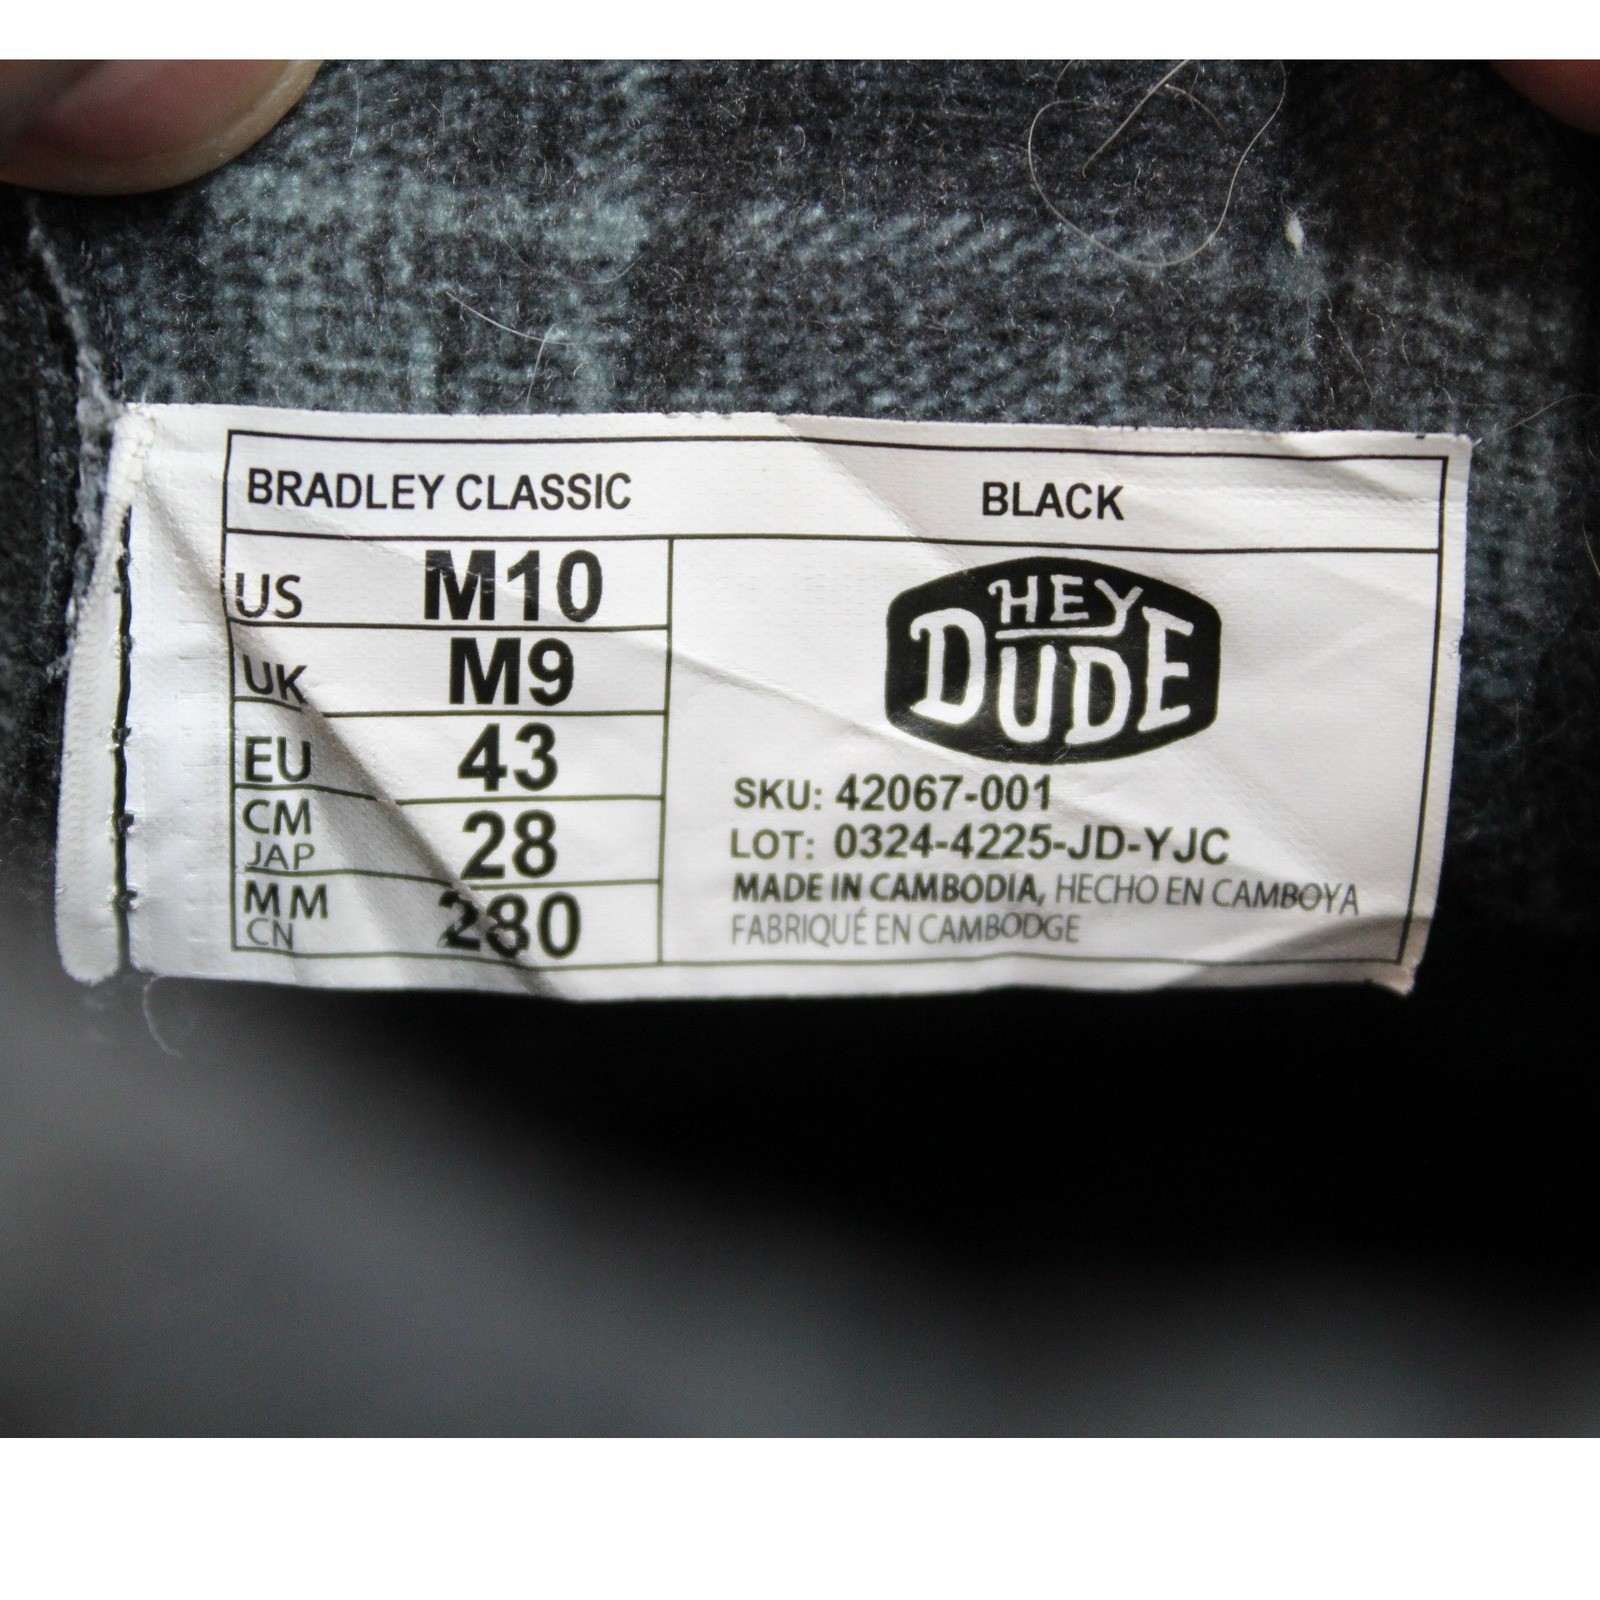 BRADLEY CLASSIC BLACK
US M10
UK M9
EU 43
CM JAP 28
MM CN 280
HEY
DUDE
SKU: 42067-001
LOT: 0324-4225-JD-YJC
MADE IN CAMBODIA, HECHO EN CAMBOYA
FABRIQUÉ EN CAMBODGE